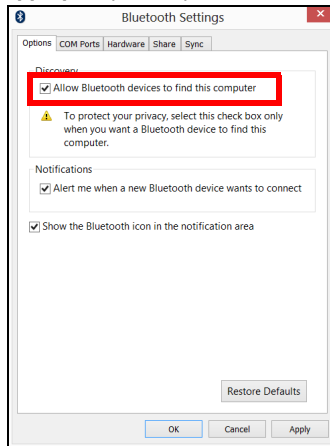 Bluetooth Settings
Options COM Ports Hardware Share Sync
Discovery
Allow Bluetooth devices to find this computer
To protect your privacy, select this check box only
when you want a Bluetooth device to find this
computer.
Notifications
Alert me when a new Bluetooth device wants to connect
Show the Bluetooth icon in the notification area
Restore Defaults
OK Cancel Apply